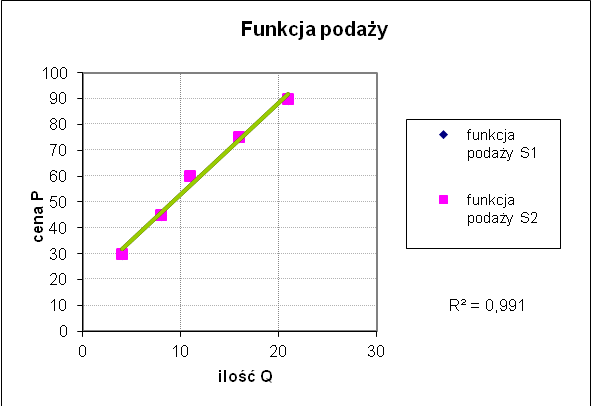 Funkcja podaży
100
90
80
70
60
50
40
30
20
10
0
cena P
0 10 20 30
ilość Q
funkcja
podaży S1
funkcja
podaży S2
R² = 0,991